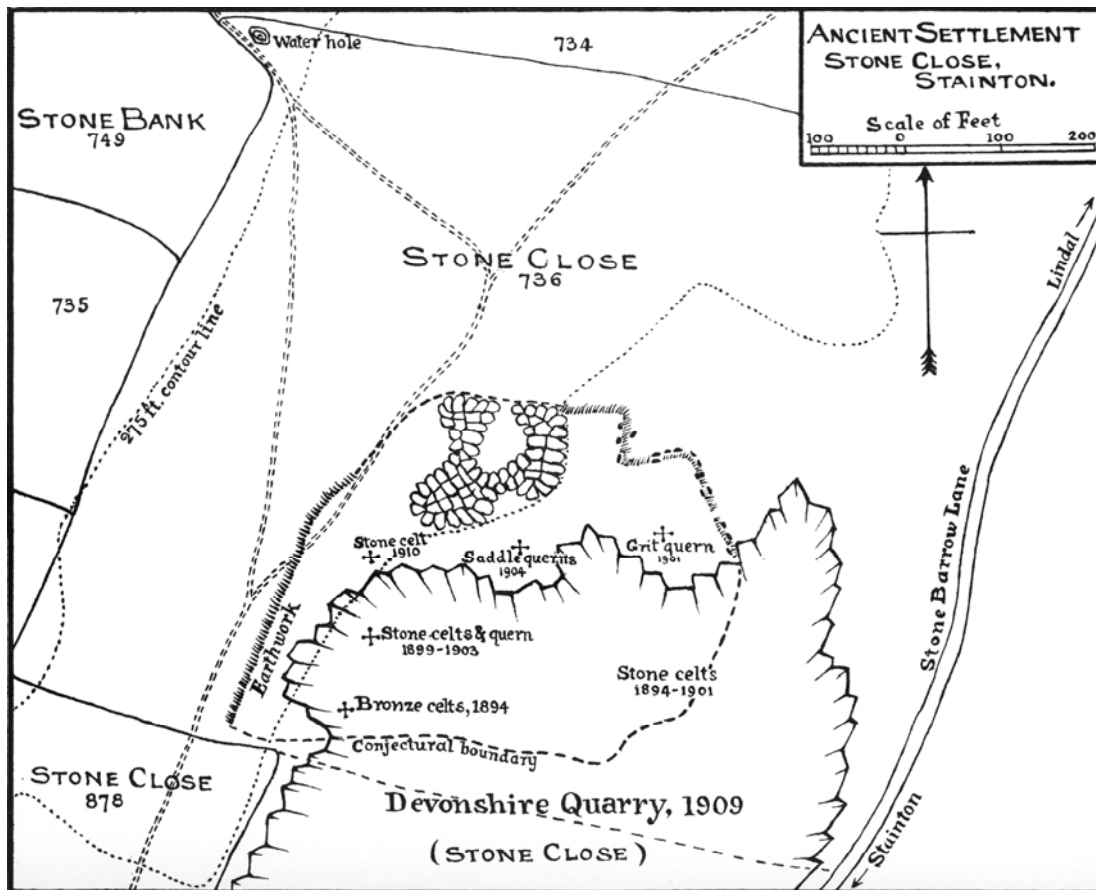 ANCIENT SETTLEMENT
STONE CLOSE,
STAINTON.
Scale of Feet
100 0 100 200
Water hole
734
STONE BANK
749
STONE CLOSE
736
735
275 ft. contour line
Lindal
Stone Barrow Lane
Stainton
Stone celt
1910
Saddle querns
1904
Grit quern
1901
Earthwork
Stone celts & quern
1899-1903
Stone celts
1894-1901
Bronze celts, 1894
Conjectural boundary
STONE CLOSE
878
Devonshire Quarry, 1909
(STONE CLOSE)